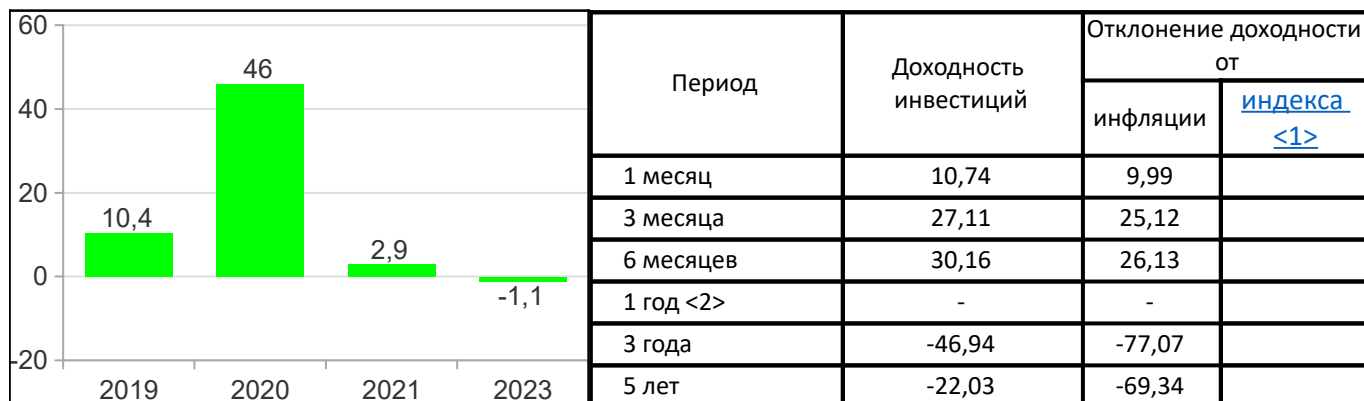 60
40
20
0
-20
10,4
46
2,9
-1,1
2019 2020 2021 2023
Период
Доходность
инвестиций
Отклонение доходности
от
инфляции
индекса
<1>
1 месяц 10,74 9,99
3 месяца 27,11 25,12
6 месяцев 30,16 26,13
1 год <2> - -
3 года -46,94 -77,07
5 лет -22,03 -69,34